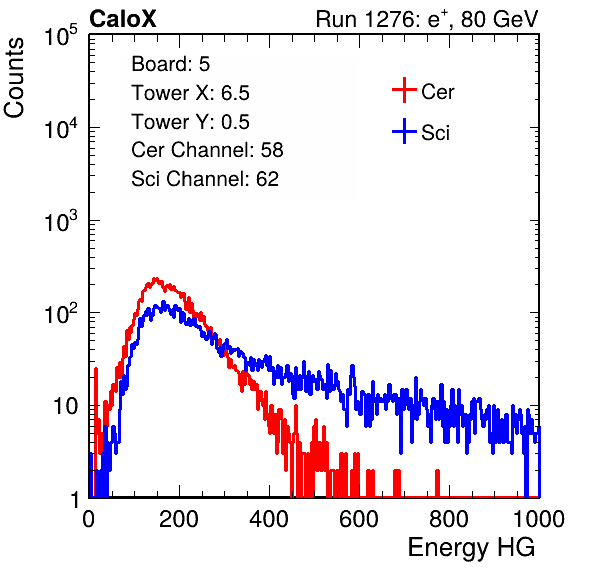 CaloX Run 1276: e⁺, 80 GeV
Counts
10⁵
10⁴
10³
10²
10
1
Board: 5
Tower X: 6.5
Tower Y: 0.5
Cer Channel: 58
Sci Channel: 62
Cer
Sci
0 200 400 600 800 1000
Energy HG